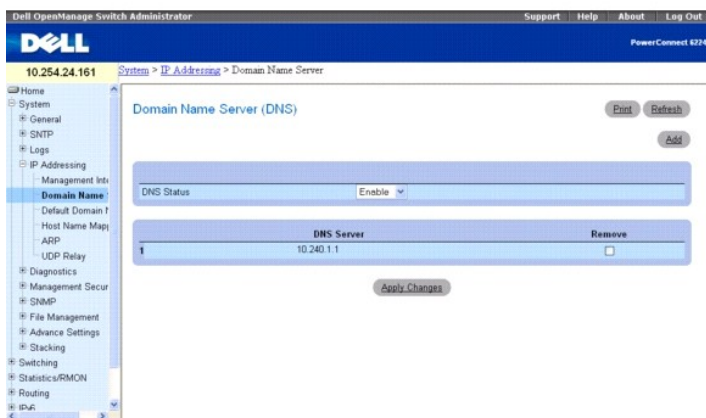 Dell OpenManage Switch Administrator Support Help About Log Out
DELL PowerConnect 6224
10.254.24.161 System > IP Addressing > Domain Name Server
Home
System
General
SNTP
Logs
IP Addressing
Management Inte
Domain Name
Default Domain N
Host Name Mapp
ARP
UDP Relay
Diagnostics
Management Secur
SNMP
File Management
Advance Settings
Stacking
Switching
Statistics/RMON
Routing
IPv6
Domain Name Server (DNS) Print Refresh
Add
DNS Status Enable
DNS Server Remove
1 10.240.1.1
Apply Changes